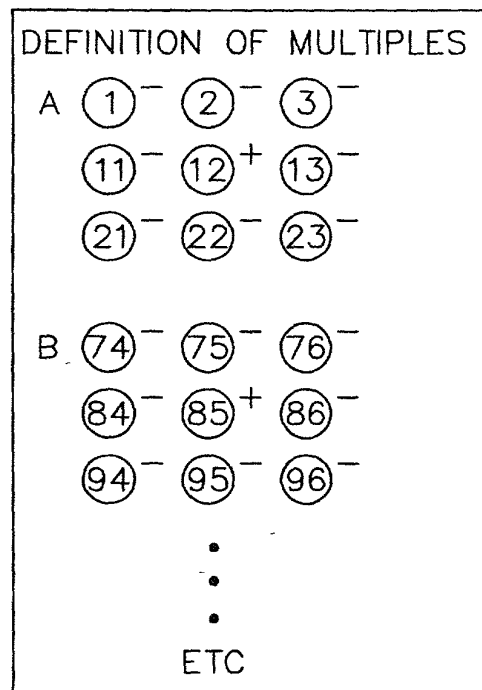 DEFINITION OF MULTIPLES
A 1 − 2 − 3 −
11 − 12 + 13 −
21 − 22 − 23 −
B 74 − 75 − 76 −
84 − 85 + 86 −
94 − 95 − 96 −
ETC